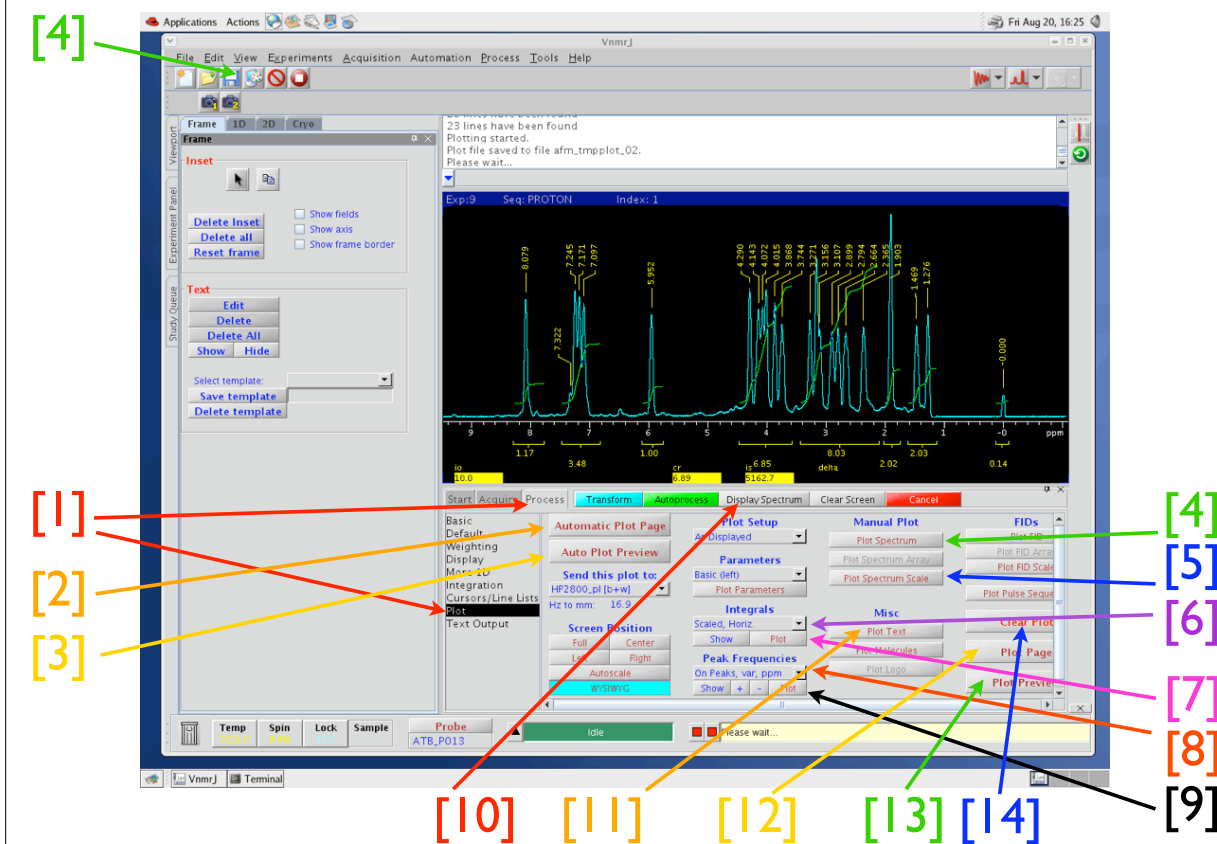 Applications Actions Fri Aug 20, 16:25
[4]
VnmrJ
File Edit View Experiments Acquisition Automation Process Tools Help
1 2
Frame 1D 2D Cryo
Frame
Viewport
Experiment Panel
Study Queue
Inset
Delete Inset
Delete all
Reset frame
Show fields
Show axis
Show frame border
Text
Edit
Delete
Delete All
Show Hide
Select template:
Save template
Delete template
23 lines have been found
23 lines have been found
Plotting started.
Plot file saved to file afm_tmpplot_02.
Please wait...
Exp:9 Seq: PROTON Index: 1
8.079 7.322 7.245 7.171 7.097 5.952 4.290 4.143 4.072 4.015 3.868 3.744 3.271 3.156 3.107 2.899 2.794 2.664 2.365 1.903 1.469 1.276 -0.000
9 8 7 6 5 4 3 2 1 -0 ppm
1.17 3.48 1.00 6.85 8.03 2.02 2.03 0.14
io cr is delta
10.0 6.89 5162.7
Start Acquire Process Transform Autoprocess Display Spectrum Clear Screen Cancel
Basic
Default
Weighting
Display
More 1D
Integration
Cursors/Line Lists
Plot
Text Output
Automatic Plot Page
Auto Plot Preview
Send this plot to:
HP2800_pl [b+w]
Hz to mm: 16.9
Screen Position
Full Center
Left Right
Autoscale
WYSIWYG
Plot Setup
As Displayed
Parameters
Basic (left)
Plot Parameters
Integrals
Scaled, Horiz.
Show Plot
Peak Frequencies
On Peaks, var, ppm
Show + - Plot
Manual Plot
Plot Spectrum
Plot Spectrum Array
Plot Spectrum Scale
Misc
Plot Text
Plot Molecules
Plot Logo
FIDs
Plot FID
Plot FID Arra
Plot FID Scale
Plot Pulse Seque
Clear Plot
Plot Page
Plot Preview
Temp Spin Lock Sample
Probe
ATB_P013
Idle
Please wait...
VnmrJ Terminal
[1]
[2]
[3]
[4]
[5]
[6]
[7]
[8]
[9]
[10] [11] [12] [13] [14]